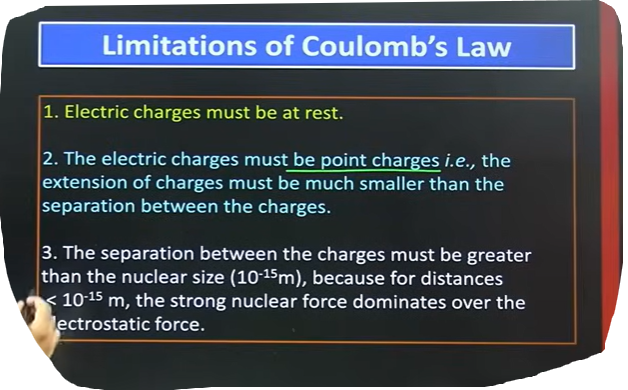 Limitations of Coulomb's Law
1. Electric charges must be at rest.
2. The electric charges must be point charges i.e., the
extension of charges must be much smaller than the
separation between the charges.
3. The separation between the charges must be greater
than the nuclear size (10⁻¹⁵m), because for distances
< 10⁻¹⁵ m, the strong nuclear force dominates over the
ectrostatic force.